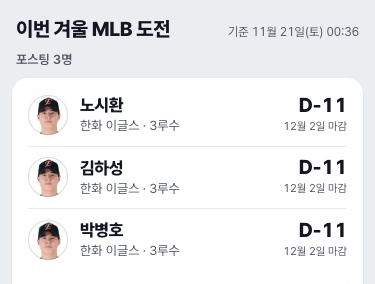 이번 겨울 MLB 도전
기준 11월 21일(토) 00:36
포스팅 3명
노시환
D-11
한화 이글스 · 3루수
12월 2일 마감
김하성
D-11
한화 이글스 · 3루수
12월 2일 마감
박병호
D-11
한화 이글스 · 3루수
12월 2일 마감